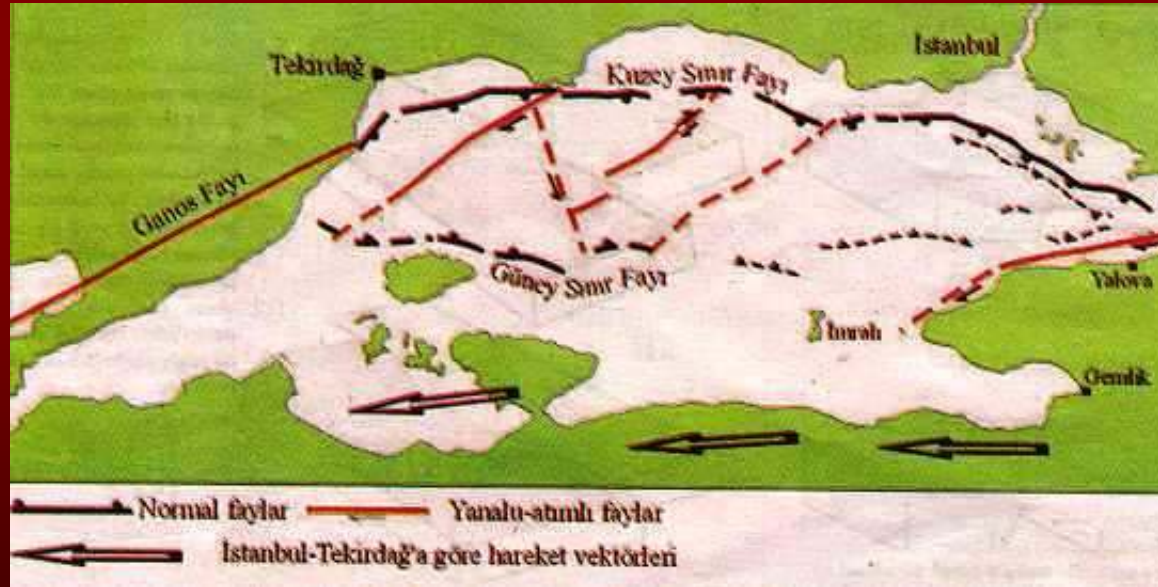 İstanbul
Tekirdağ
Kuzey Sınır Fayı
Ganos Fayı
Güney Sınır Fayı
Yalova
İmralı
Gemlik
Normal faylar
Yanalu-atımlı faylar
İstanbul-Tekirdağ'a göre hareket vektörleri